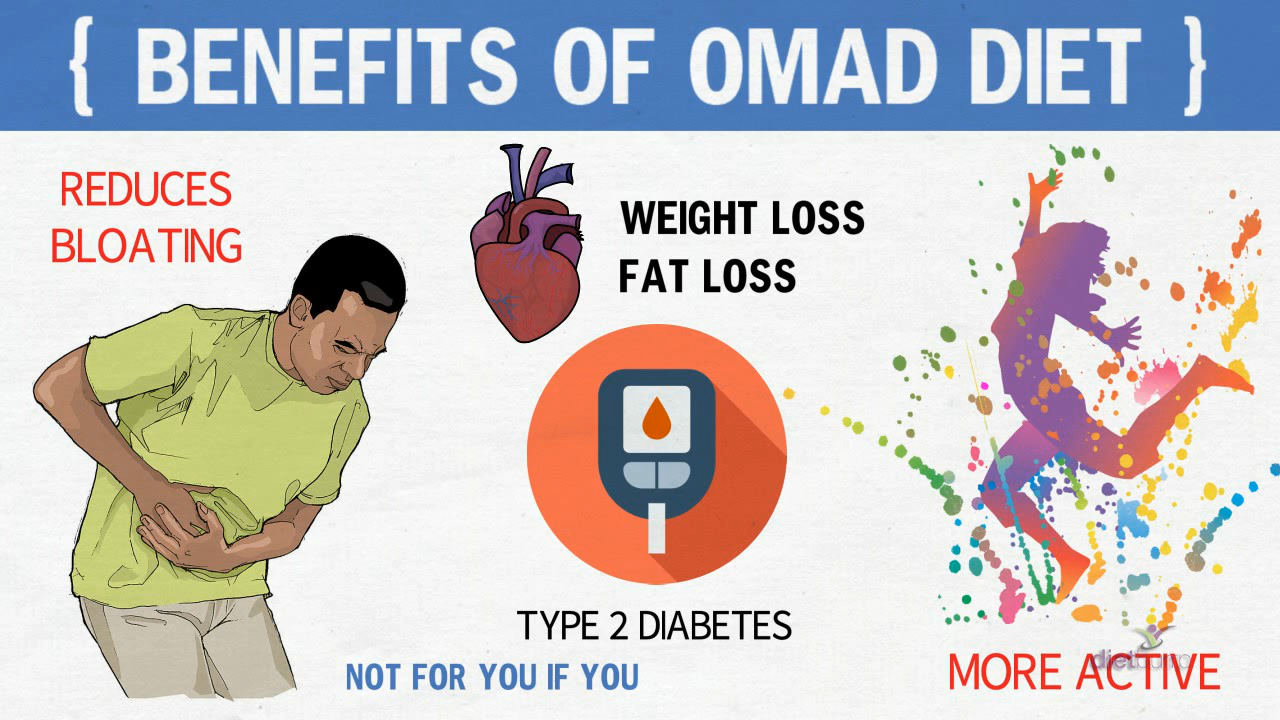 { BENEFITS OF OMAD DIET }
REDUCES
BLOATING
WEIGHT LOSS
FAT LOSS
TYPE 2 DIABETES
NOT FOR YOU IF YOU
MORE ACTIVE